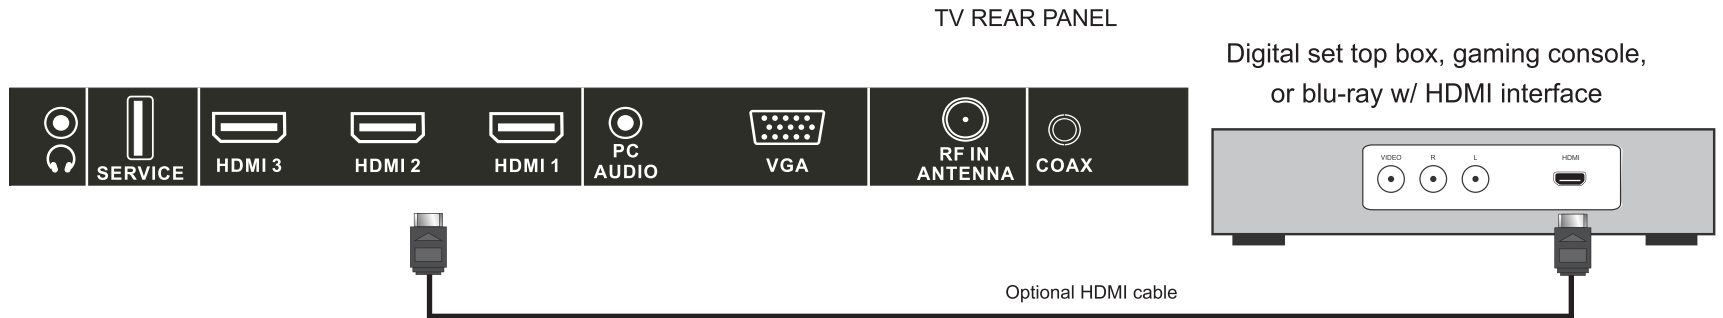 TV REAR PANEL
Digital set top box, gaming console,
or blu-ray w/ HDMI interface
SERVICE
HDMI 3
HDMI 2
HDMI 1
PC
AUDIO
VGA
RF IN
ANTENNA
COAX
VIDEO
R
L
HDMI
Optional HDMI cable